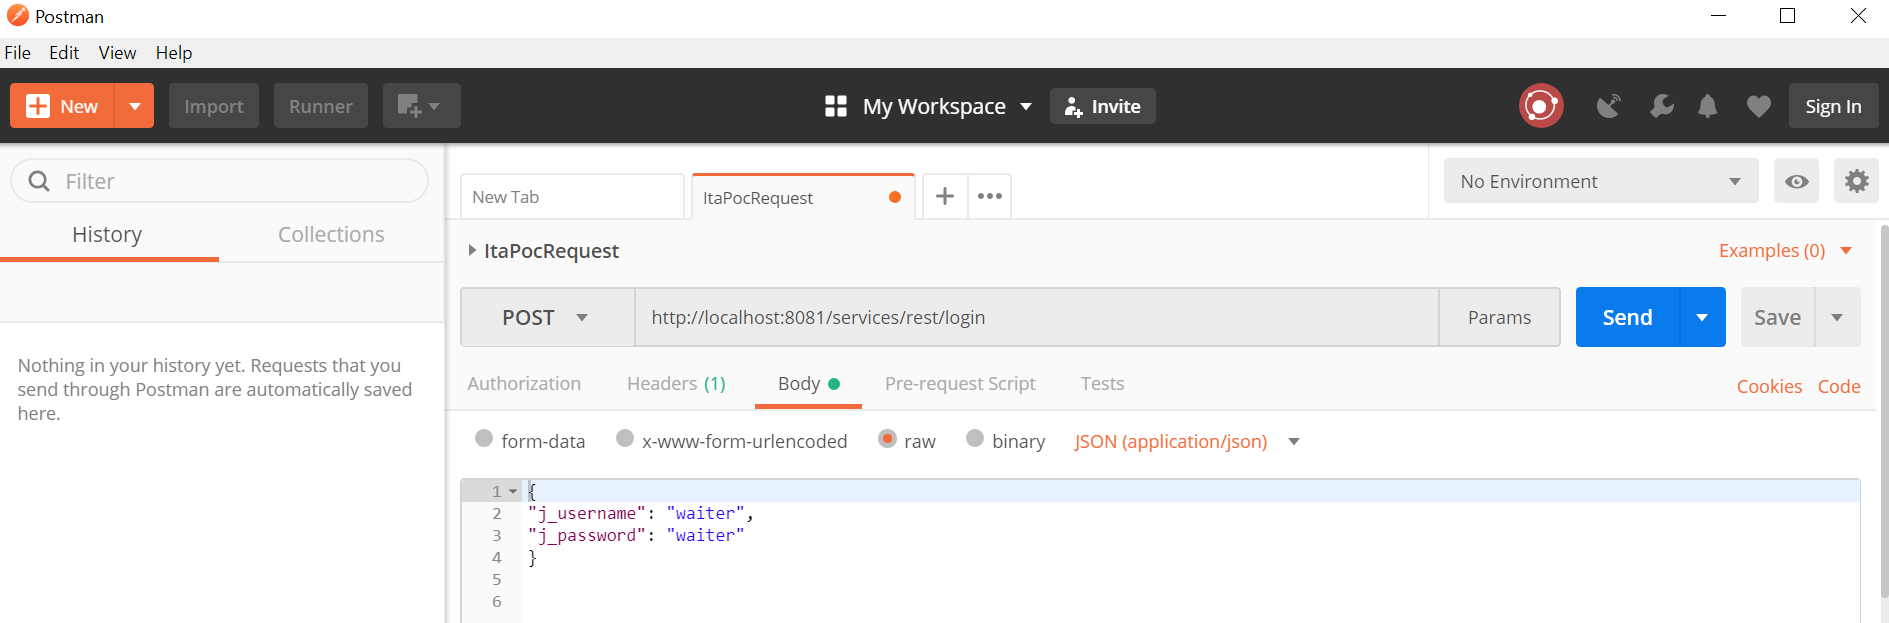 Postman
File Edit View Help
New Import Runner My Workspace Invite Sign In
Filter
History Collections
Nothing in your history yet. Requests that you
send through Postman are automatically saved
here.
New Tab ItaPocRequest No Environment
ItaPocRequest Examples (0)
POST http://localhost:8081/services/rest/login Params Send Save
Authorization Headers (1) Body Pre-request Script Tests Cookies Code
form-data x-www-form-urlencoded raw binary JSON (application/json)
1 {
2 "j_username": "waiter",
3 "j_password": "waiter"
4 }
5
6